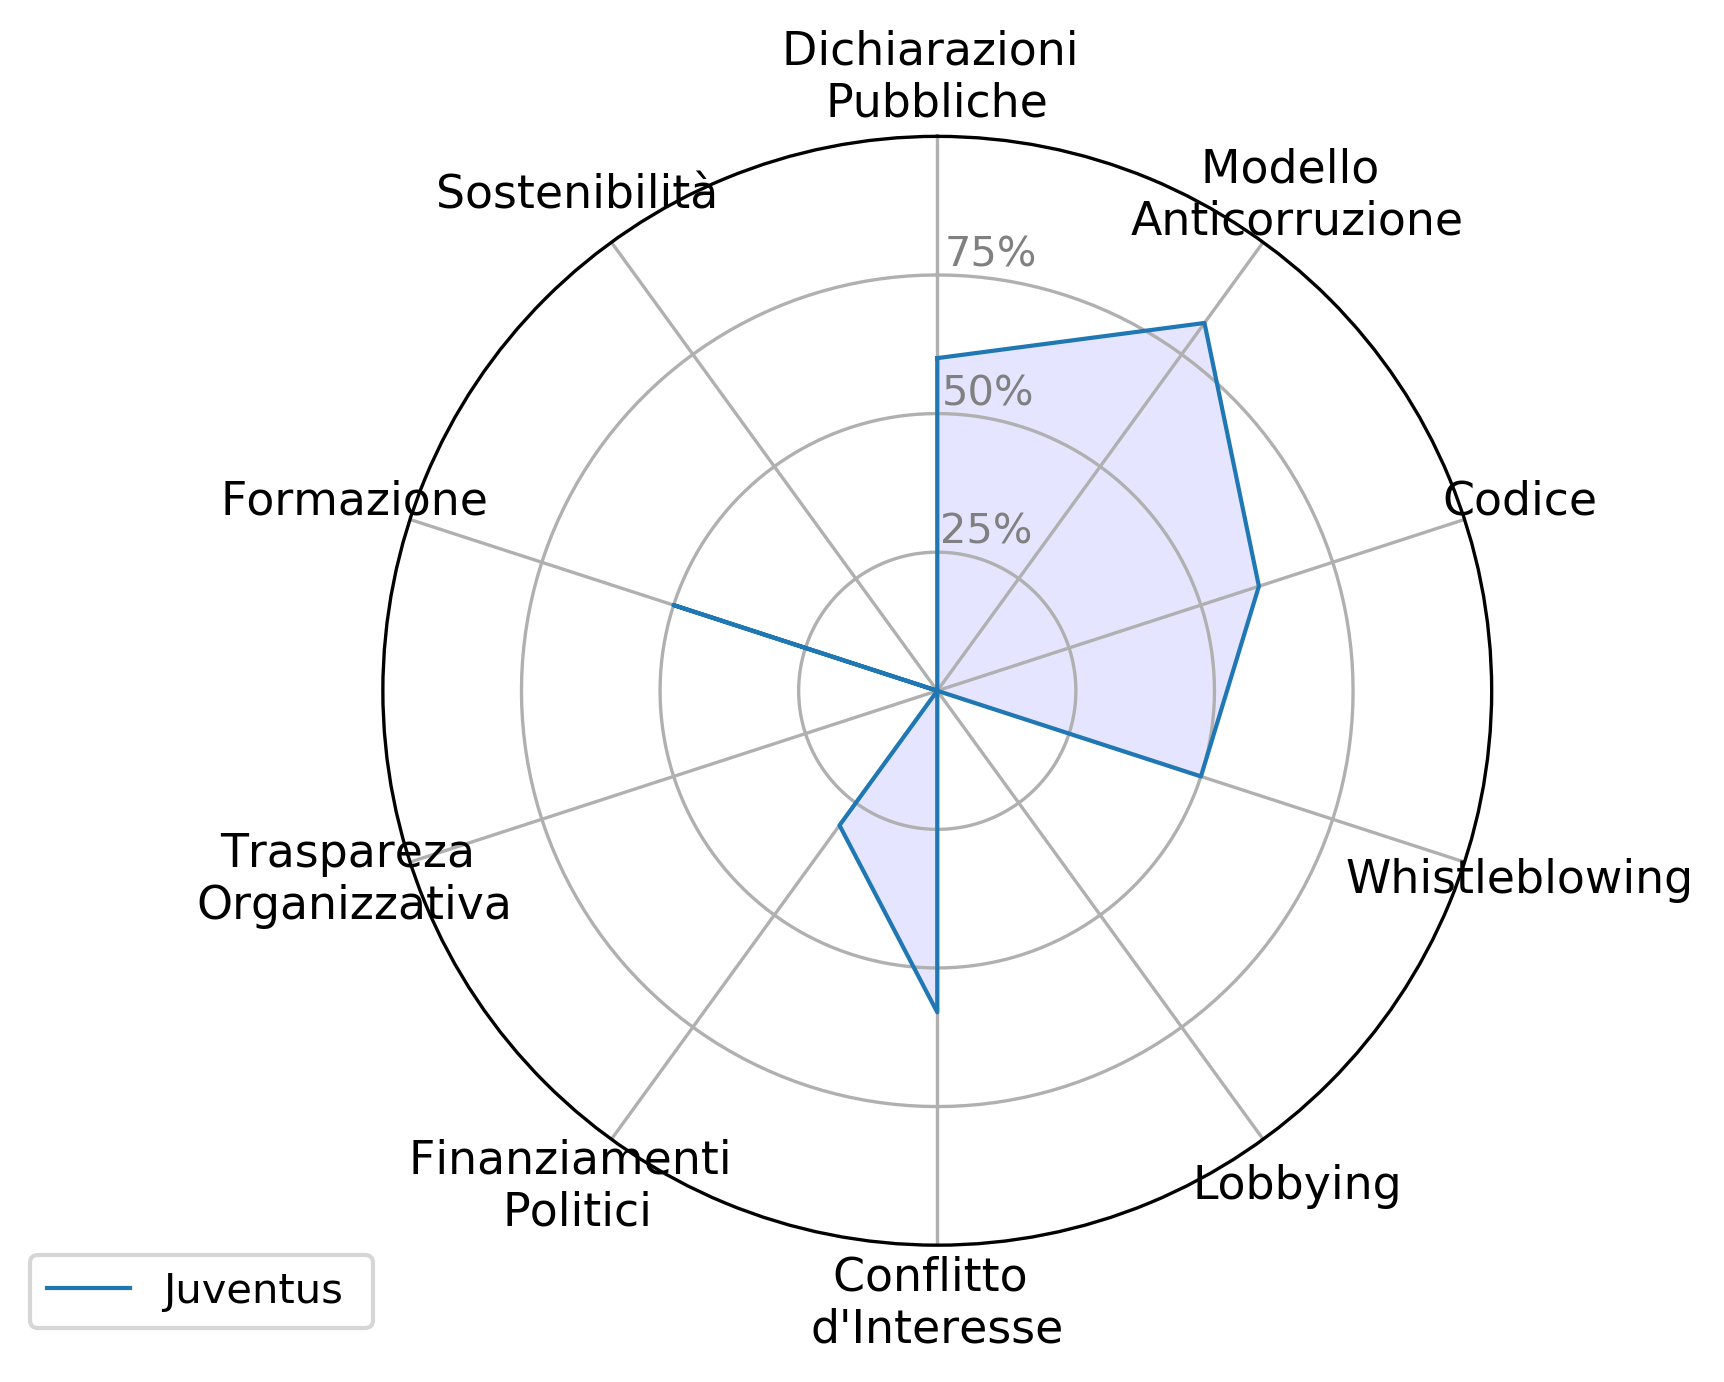 Dichiarazioni
Pubbliche
Modello
Anticorruzione
Sostenibilità
75%
50%
Codice
Formazione
25%
Traspareza
Organizzativa
Whistleblowing
Finanziamenti
Politici
Lobbying
Conflitto
d'Interesse
Juventus